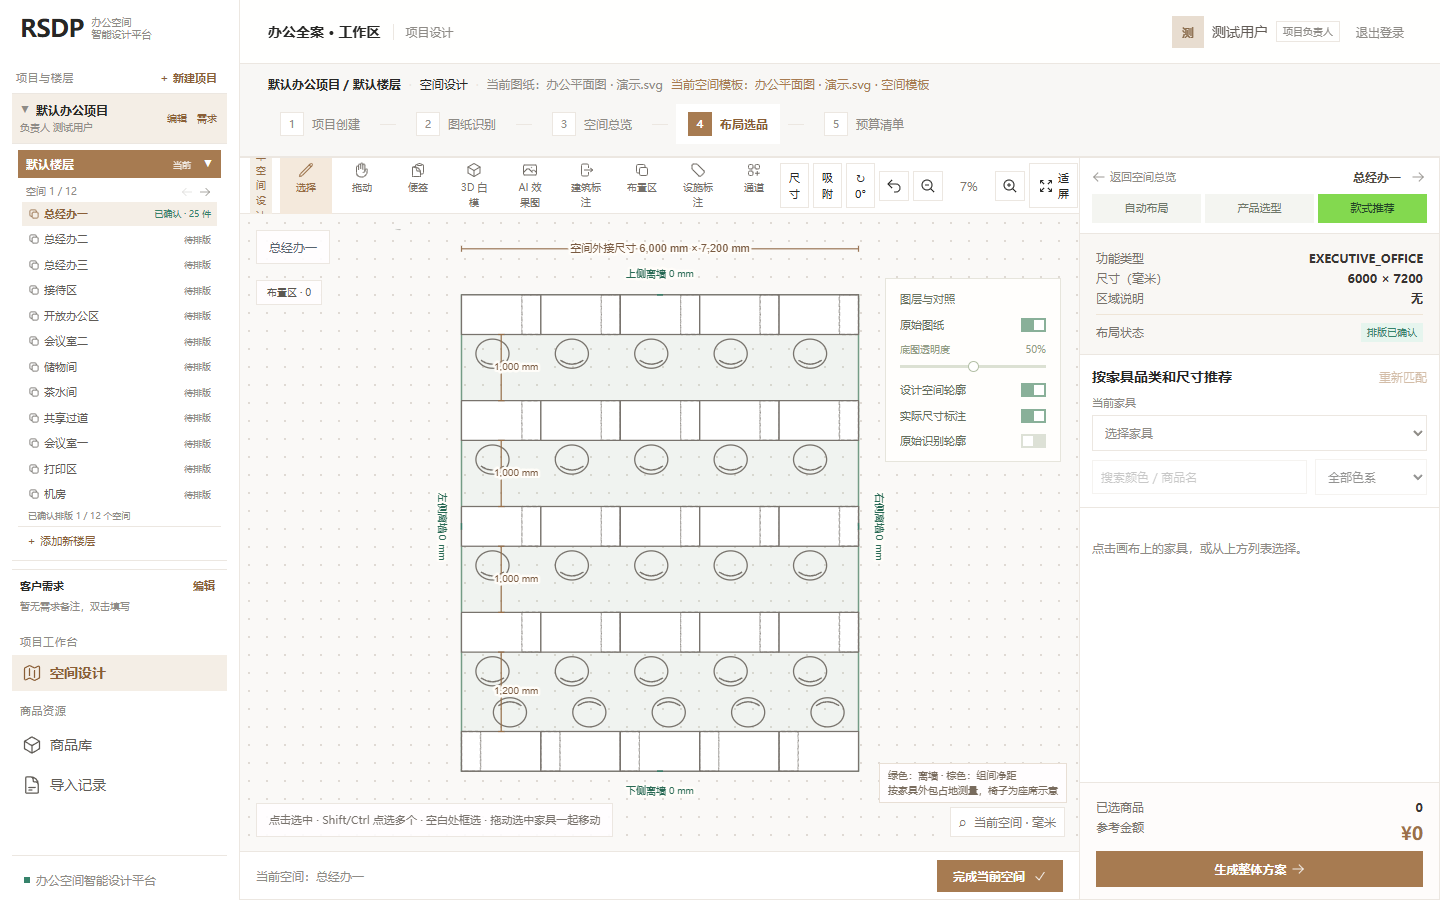 RSDP 办公空间
智能设计平台
项目与楼层 + 新建项目
▼ 默认办公项目 编辑 需求
负责人 测试用户
默认楼层 当前 ▼
空间 1 / 12 ← →
总经办一 已确认 · 25 件
总经办二 待排版
总经办三 待排版
接待区 待排版
开放办公区 待排版
会议室二 待排版
储物间 待排版
茶水间 待排版
共享过道 待排版
会议室一 待排版
打印区 待排版
机房 待排版
已确认排版 1 / 12 个空间
+ 添加新楼层
客户需求 编辑
暂无需求备注，双击填写
项目工作台
空间设计
商品资源
商品库
导入记录
办公空间智能设计平台
办公全案 • 工作区 项目设计
测 测试用户 项目负责人 退出登录
默认办公项目 / 默认楼层 · 空间设计 · 当前图纸：办公平面图 · 演示.svg 当前空间模板：办公平面图 · 演示.svg · 空间模板
1 项目创建 2 图纸识别 3 空间总览 4 布局选品 5 预算清单
空间设
选择
拖动
便签
3D 白模
AI 效果图
建筑标注
布置区
设施标注
通道
尺寸
吸附
↻ 0°
7%
适屏
总经办一
布置区 · 0
空间外接尺寸 6,000 mm × 7,200 mm
上侧离墙 0 mm
1,000 mm
1,000 mm
左侧离墙 0 mm
右侧离墙 0 mm
1,000 mm
1,200 mm
下侧离墙 0 mm
图层与对照
原始图纸
底图透明度 50%
设计空间轮廓
实际尺寸标注
原始识别轮廓
绿色：离墙 · 棕色：组间净距
按家具外包占地测量，椅子为座席示意
点击选中 · Shift/Ctrl 点选多个 · 空白处框选 · 拖动选中家具一起移动
当前空间 · 毫米
当前空间：总经办一
完成当前空间 ✓
← 返回空间总览 总经办一 →
自动布局 产品选型 款式推荐
功能类型 EXECUTIVE_OFFICE
尺寸（毫米） 6000 × 7200
区域说明 无
布局状态 排版已确认
按家具品类和尺寸推荐 重新匹配
当前家具
选择家具
搜索颜色 / 商品名 全部色系
点击画布上的家具，或从上方列表选择。
已选商品 0
参考金额 ¥0
生成整体方案 →